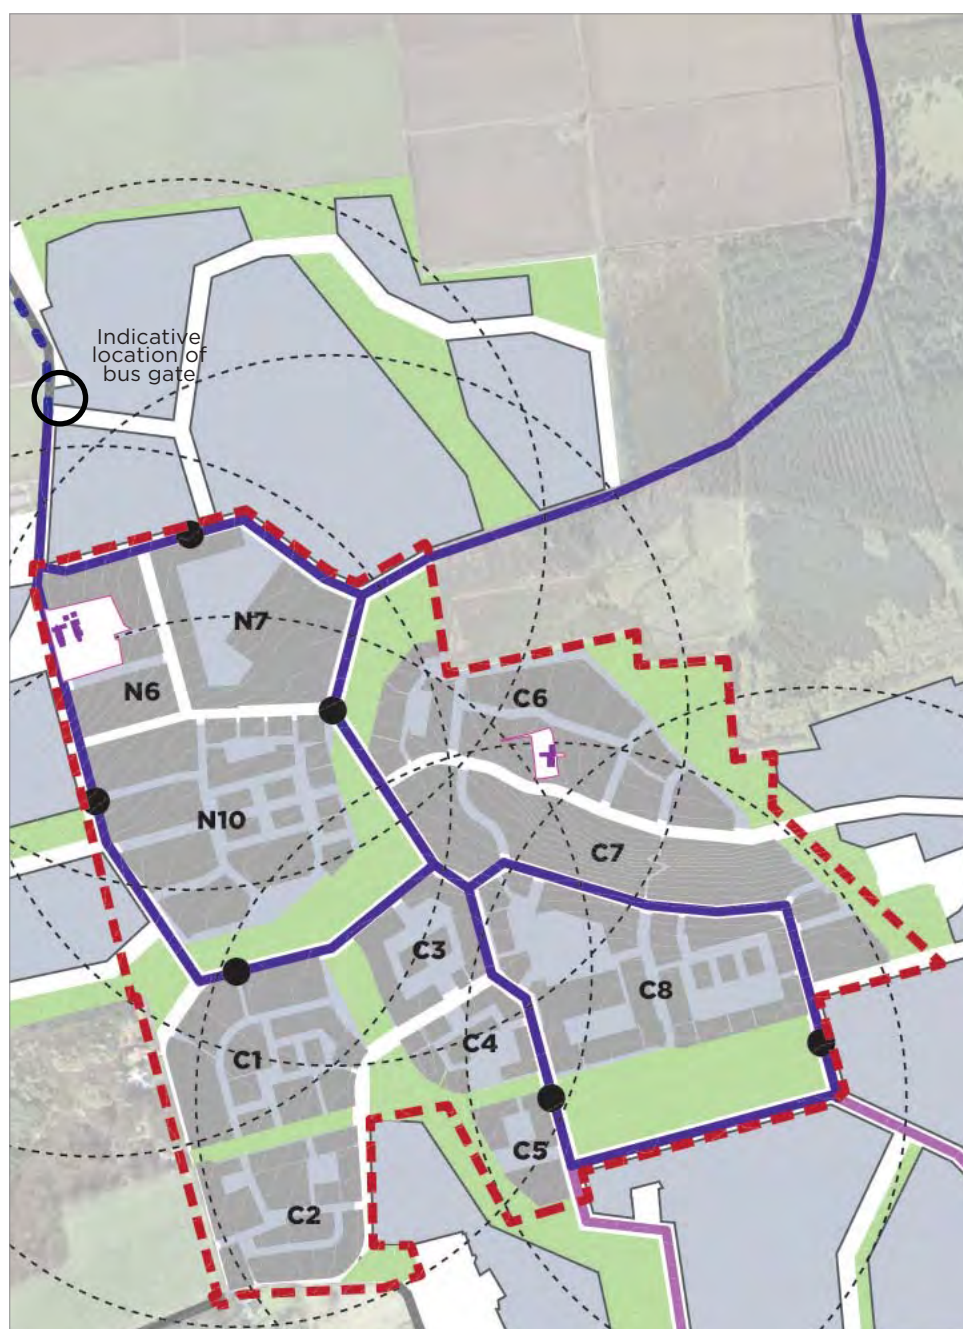 Indicative
location of
bus gate
N7
N6
C6
N10
C7
C3
C8
C4
C1
C5
C2